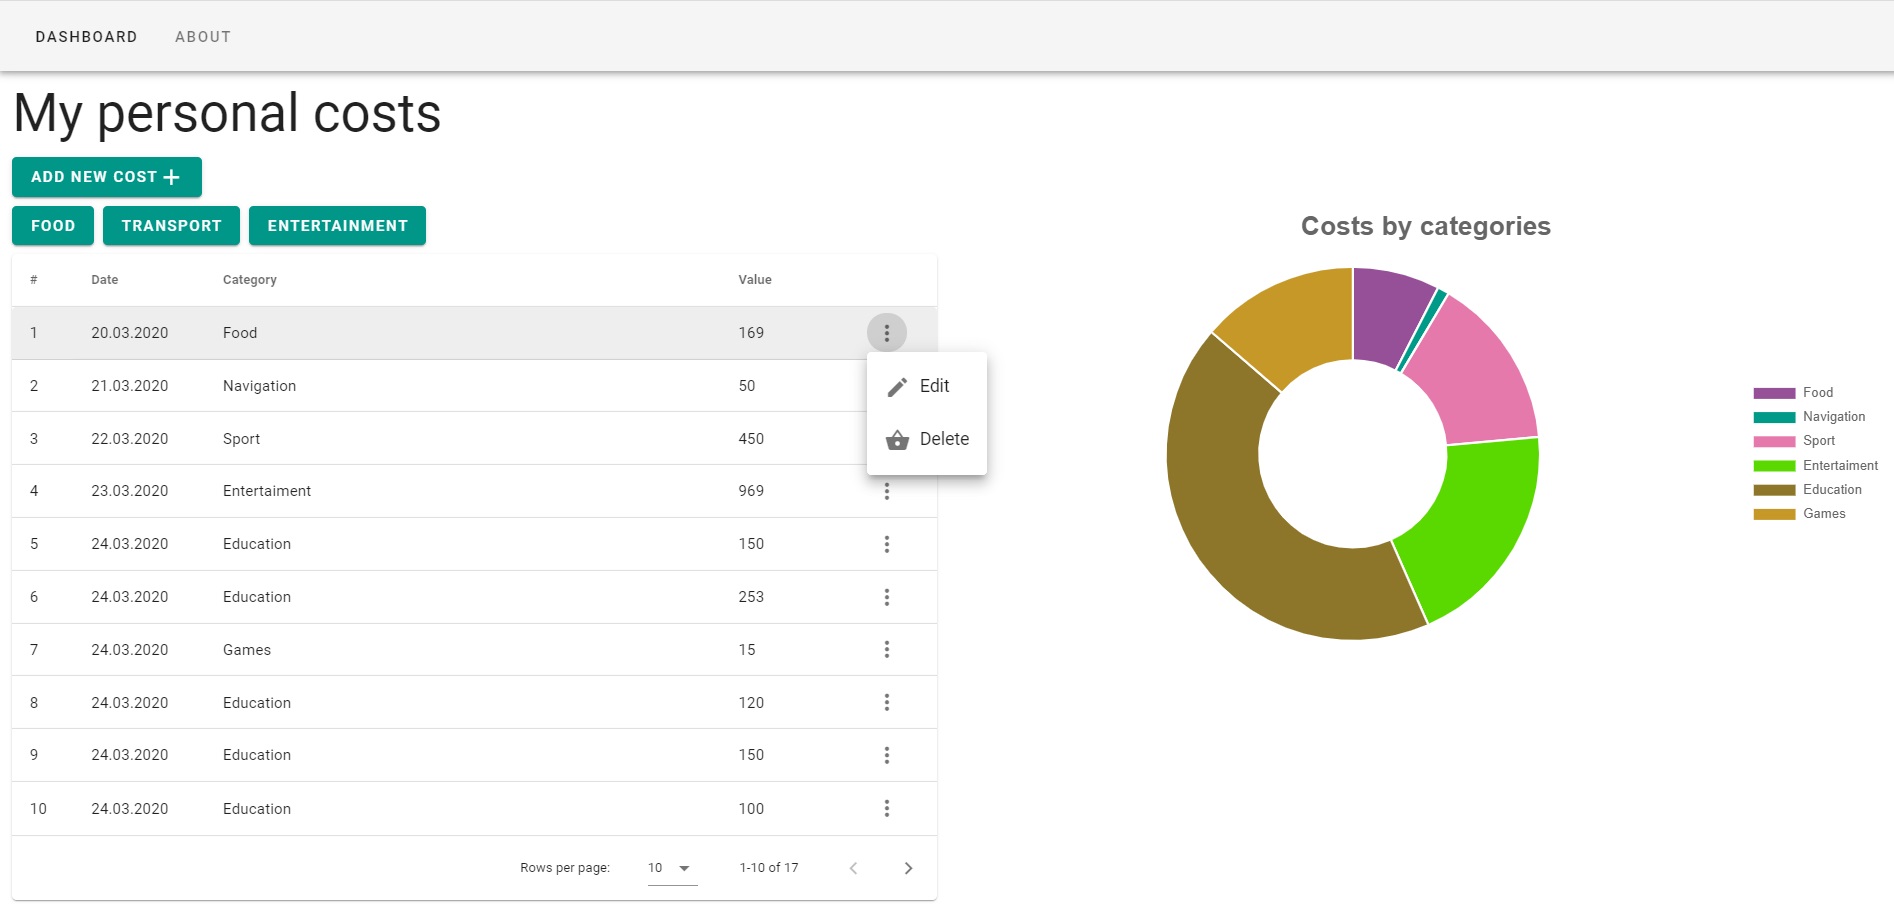 DASHBOARD ABOUT
My personal costs
ADD NEW COST
FOOD TRANSPORT ENTERTAINMENT
# Date Category Value
1 20.03.2020 Food 169
2 21.03.2020 Navigation 50
3 22.03.2020 Sport 450
4 23.03.2020 Entertaiment 969
5 24.03.2020 Education 150
6 24.03.2020 Education 253
7 24.03.2020 Games 15
8 24.03.2020 Education 120
9 24.03.2020 Education 150
10 24.03.2020 Education 100
Rows per page: 10 1-10 of 17
Edit
Delete
Costs by categories
Food
Navigation
Sport
Entertaiment
Education
Games